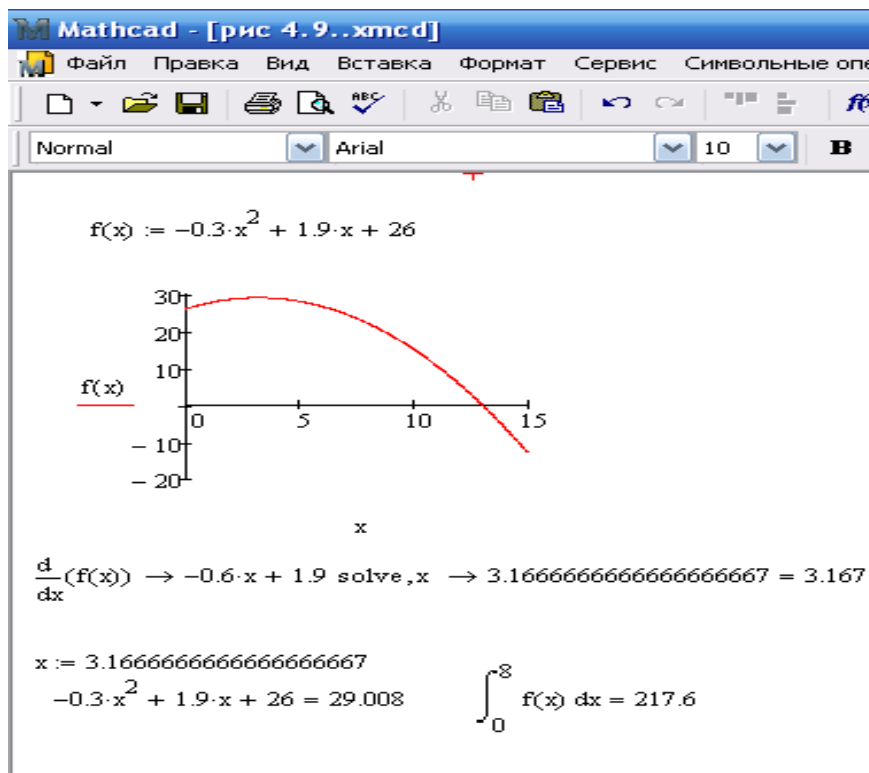 Mathcad - [рис 4.9..xmcd]
Файл Правка Вид Вставка Формат Сервис Символьные опе
ABC
Normal Arial 10 B
f(x) := −0.3·x² + 1.9·x + 26
30
20
10
f(x)
0 5 10 15
− 10
− 20
x
d/dx(f(x)) → −0.6·x + 1.9 solve,x → 3.1666666666666666667 = 3.167
x := 3.1666666666666666667
−0.3·x² + 1.9·x + 26 = 29.008 ∫₀⁸ f(x) dx = 217.6